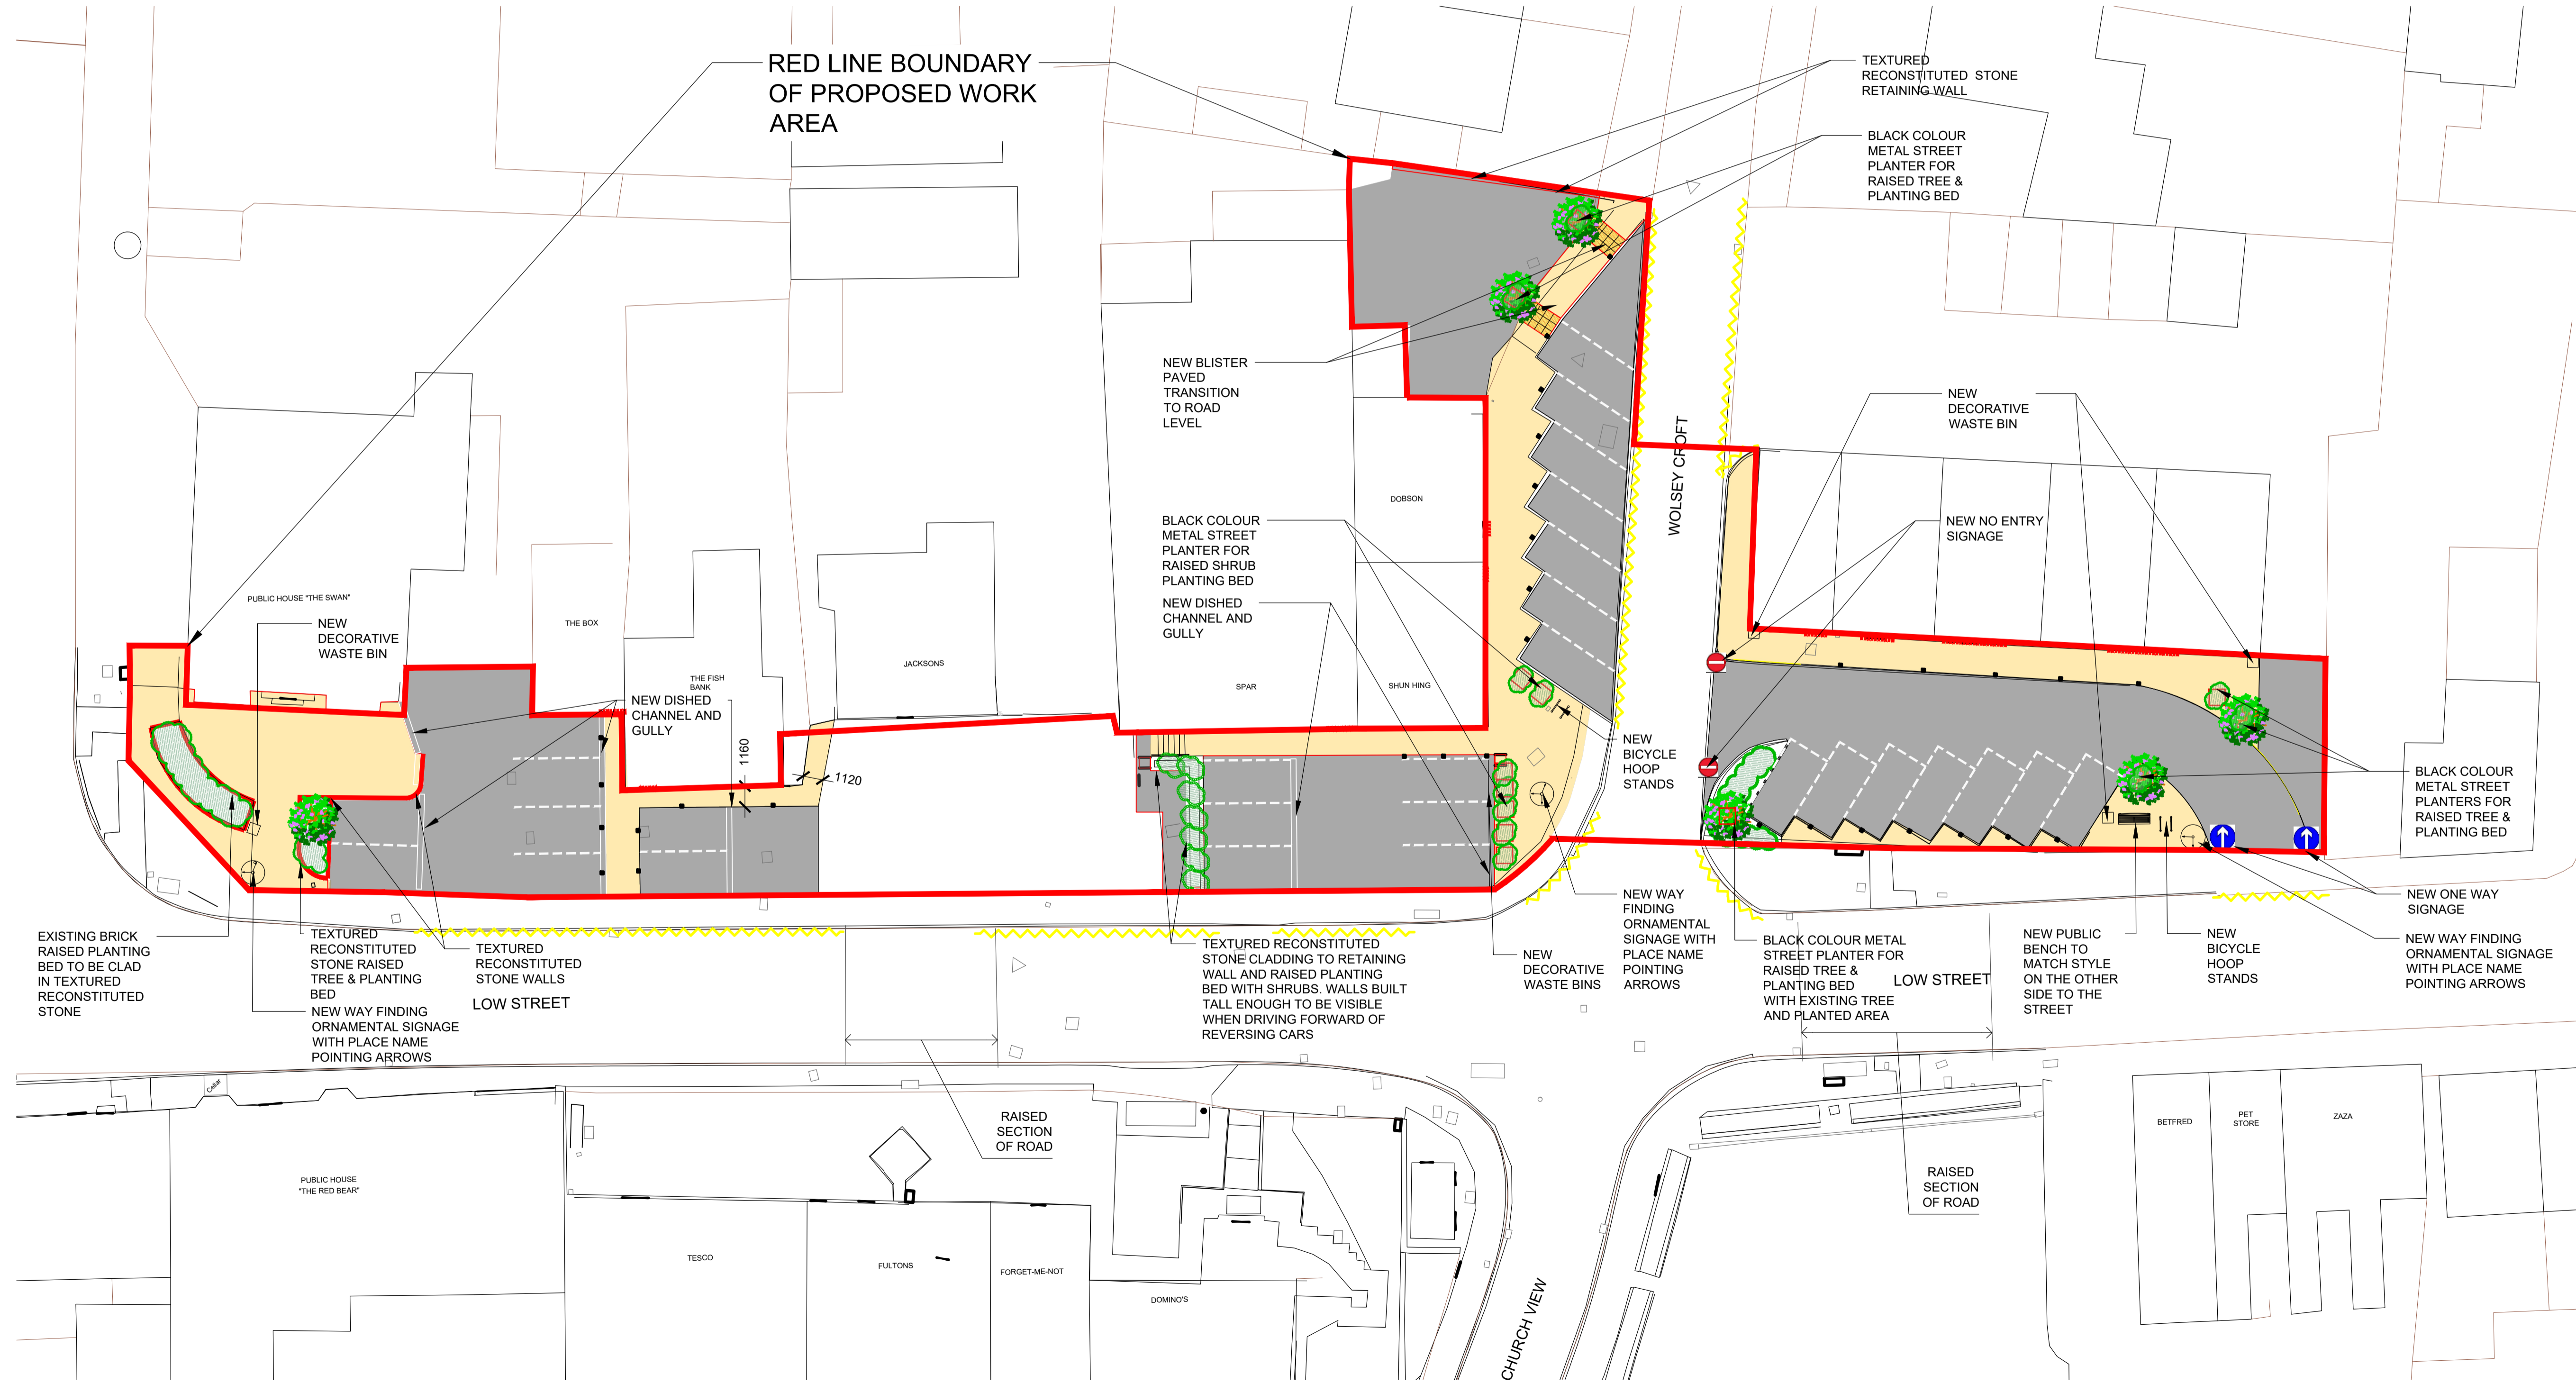 RED LINE BOUNDARY
OF PROPOSED WORK
AREA
TEXTURED
RECONSTITUTED STONE
RETAINING WALL
BLACK COLOUR
METAL STREET
PLANTER FOR
RAISED TREE &
PLANTING BED
NEW BLISTER
PAVED
TRANSITION
TO ROAD
LEVEL
NEW
DECORATIVE
WASTE BIN
WOLSEY CROFT
DOBSON
BLACK COLOUR
METAL STREET
PLANTER FOR
RAISED SHRUB
PLANTING BED
NEW NO ENTRY
SIGNAGE
NEW DISHED
CHANNEL AND
GULLY
PUBLIC HOUSE "THE SWAN"
NEW
DECORATIVE
WASTE BIN
THE BOX
THE FISH
BANK
JACKSONS
SPAR
SHUN HING
NEW DISHED
CHANNEL AND
GULLY
1160
1120
NEW
BICYCLE
HOOP
STANDS
BLACK COLOUR
METAL STREET
PLANTERS FOR
RAISED TREE &
PLANTING BED
EXISTING BRICK
RAISED PLANTING
BED TO BE CLAD
IN TEXTURED
RECONSTITUTED
STONE
TEXTURED
RECONSTITUTED
STONE RAISED
TREE & PLANTING
BED
TEXTURED
RECONSTITUTED
STONE WALLS
NEW WAY FINDING
ORNAMENTAL SIGNAGE
WITH PLACE NAME
POINTING ARROWS
LOW STREET
TEXTURED RECONSTITUTED
STONE CLADDING TO RETAINING
WALL AND RAISED PLANTING
BED WITH SHRUBS. WALLS BUILT
TALL ENOUGH TO BE VISIBLE
WHEN DRIVING FORWARD OF
REVERSING CARS
NEW
DECORATIVE
WASTE BINS
NEW WAY
FINDING
ORNAMENTAL
SIGNAGE WITH
PLACE NAME
POINTING
ARROWS
BLACK COLOUR METAL
STREET PLANTER FOR
RAISED TREE &
PLANTING BED
WITH EXISTING TREE
AND PLANTED AREA
LOW STREET
NEW PUBLIC
BENCH TO
MATCH STYLE
ON THE OTHER
SIDE TO THE
STREET
NEW
BICYCLE
HOOP
STANDS
NEW ONE WAY
SIGNAGE
NEW WAY FINDING
ORNAMENTAL SIGNAGE
WITH PLACE NAME
POINTING ARROWS
Cellar
RAISED
SECTION
OF ROAD
RAISED
SECTION
OF ROAD
PUBLIC HOUSE
"THE RED BEAR"
TESCO
FULTONS
FORGET-ME-NOT
DOMINO'S
CHURCH VIEW
BETFRED
PET
STORE
ZAZA